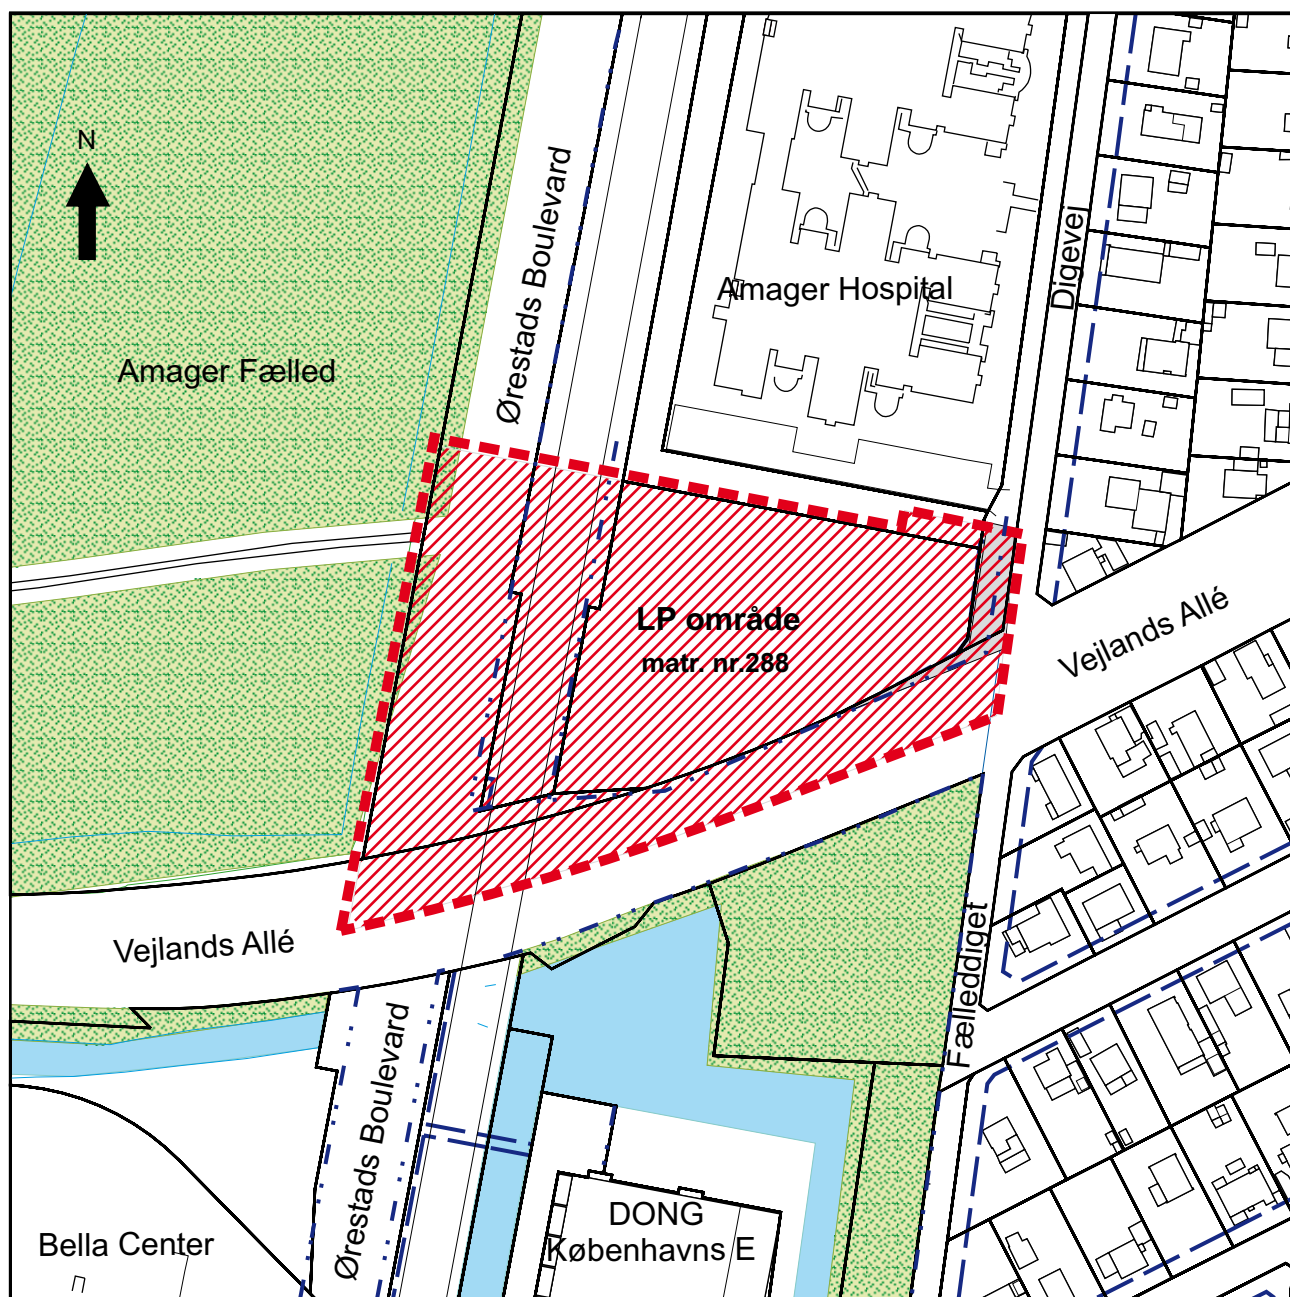 N
Ørestads Boulevard
Digevej
Amager Hospital
Amager Fælled
LP område
matr. nr.288
Vejlands Allé
Vejlands Allé
Fælleddiget
Ørestads Boulevard
DONG
Københavns E
Bella Center